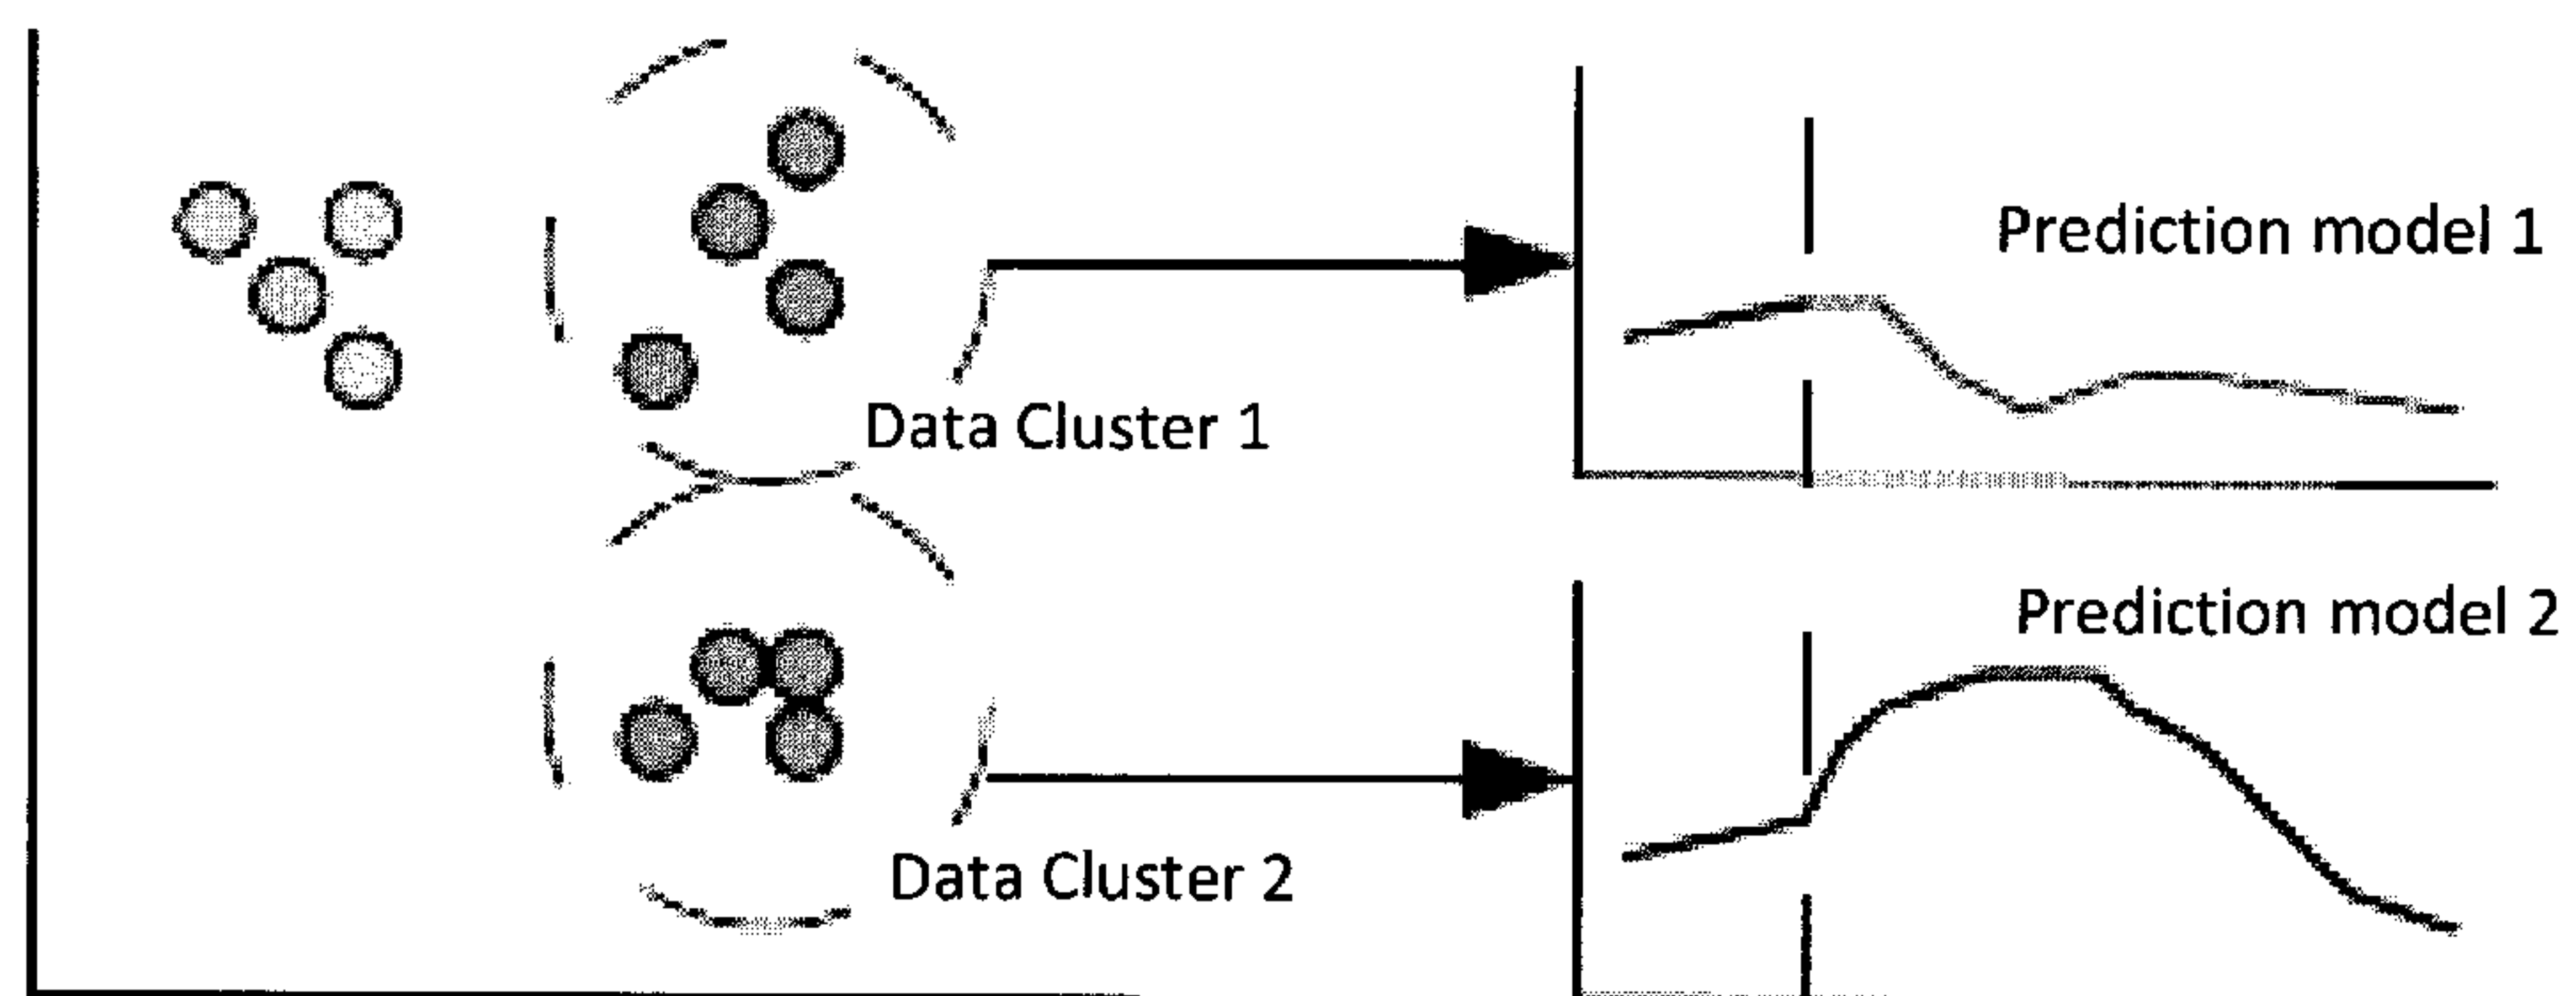 Prediction model 1
Data Cluster 1
Prediction model 2
Data Cluster 2